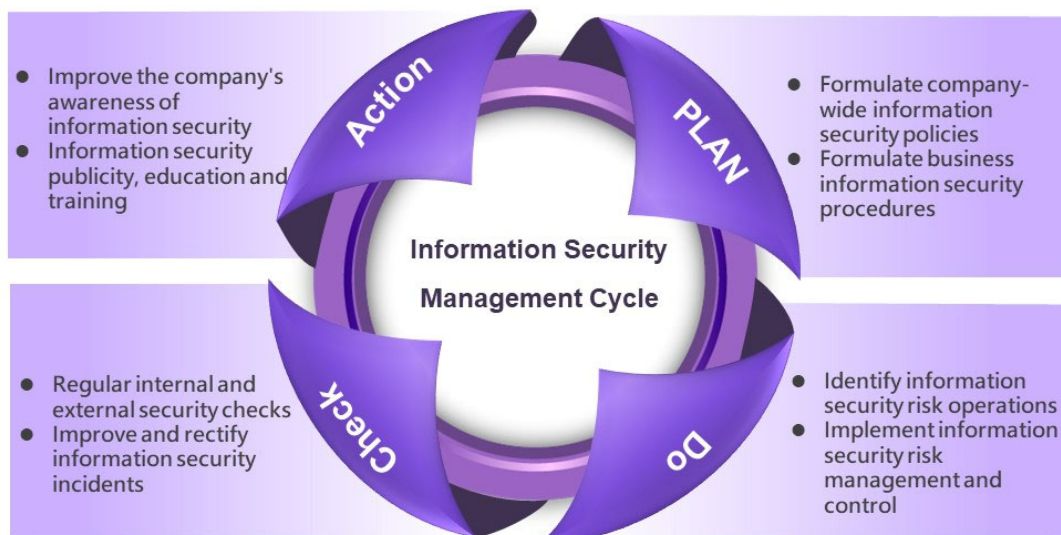 Action
● Improve the company's
awareness of
information security
● Information security
publicity, education and
training
PLAN
● Formulate company-
wide information
security policies
● Formulate business
information security
procedures
Information Security
Management Cycle
Check
● Regular internal and
external security checks
● Improve and rectify
information security
incidents
Do
● Identify information
security risk operations
● Implement information
security risk
management and
control